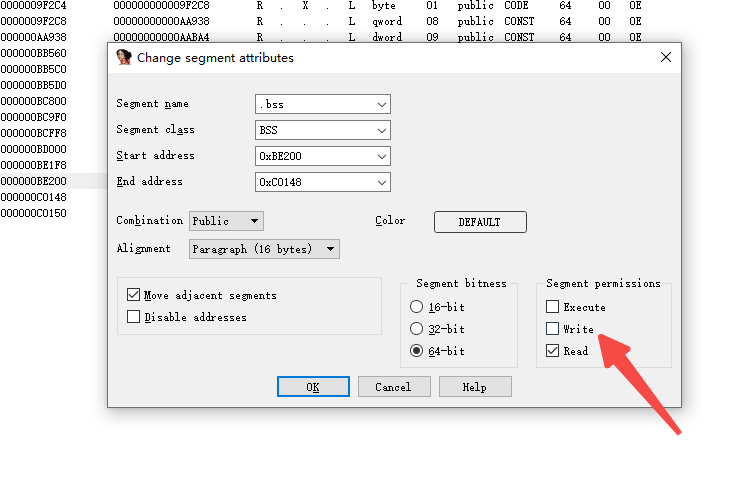 0000009F2C4 000000000009F2C8 R . X . L byte 01 public CODE 64 00 0E
0000009F2C8 00000000000AA938 R . . . L qword 08 public CONST 64 00 0E
000000AA938 00000000000AABA4 R . . . L dword 09 public CONST 64 00 0E
000000BB560
000000BB5C0
000000BB5D0
000000BC800
000000BC9F0
000000BCFF8
000000BD000
000000BE1F8
000000BE200
000000C0148
000000C0150
Change segment attributes
Segment name .bss
Segment class BSS
Start address 0xBE200
End address 0xC0148
Combination Public Color DEFAULT
Alignment Paragraph (16 bytes)
Move adjacent segments
Disable addresses
Segment bitness
16-bit
32-bit
64-bit
Segment permissions
Execute
Write
Read
OK Cancel Help